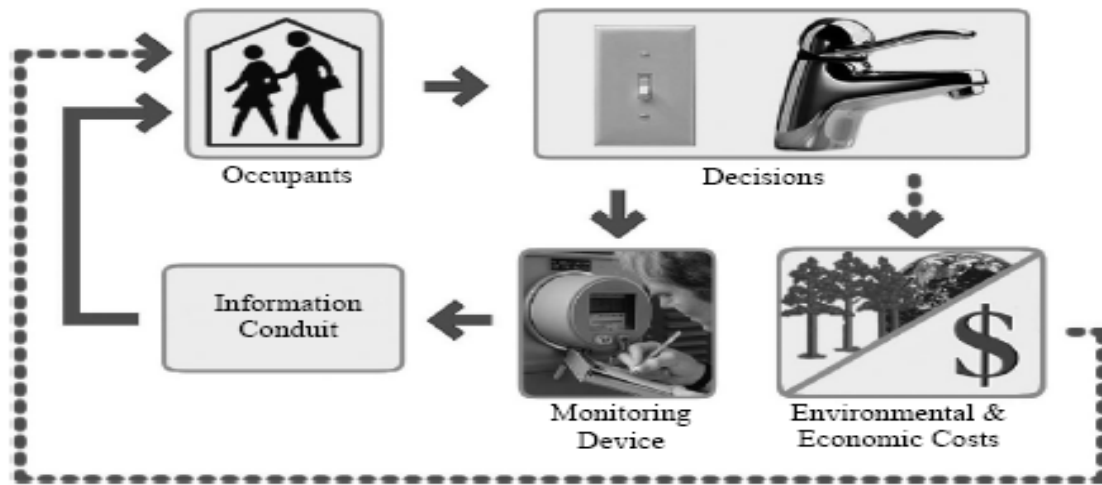 Occupants
Decisions
Information
Conduit
Monitoring
Device
$
Environmental &
Economic Costs